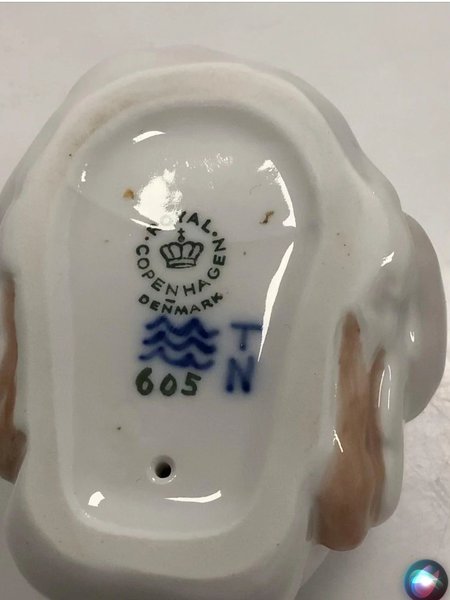 ROYAL
COPENHAGEN
DENMARK
T
605 N